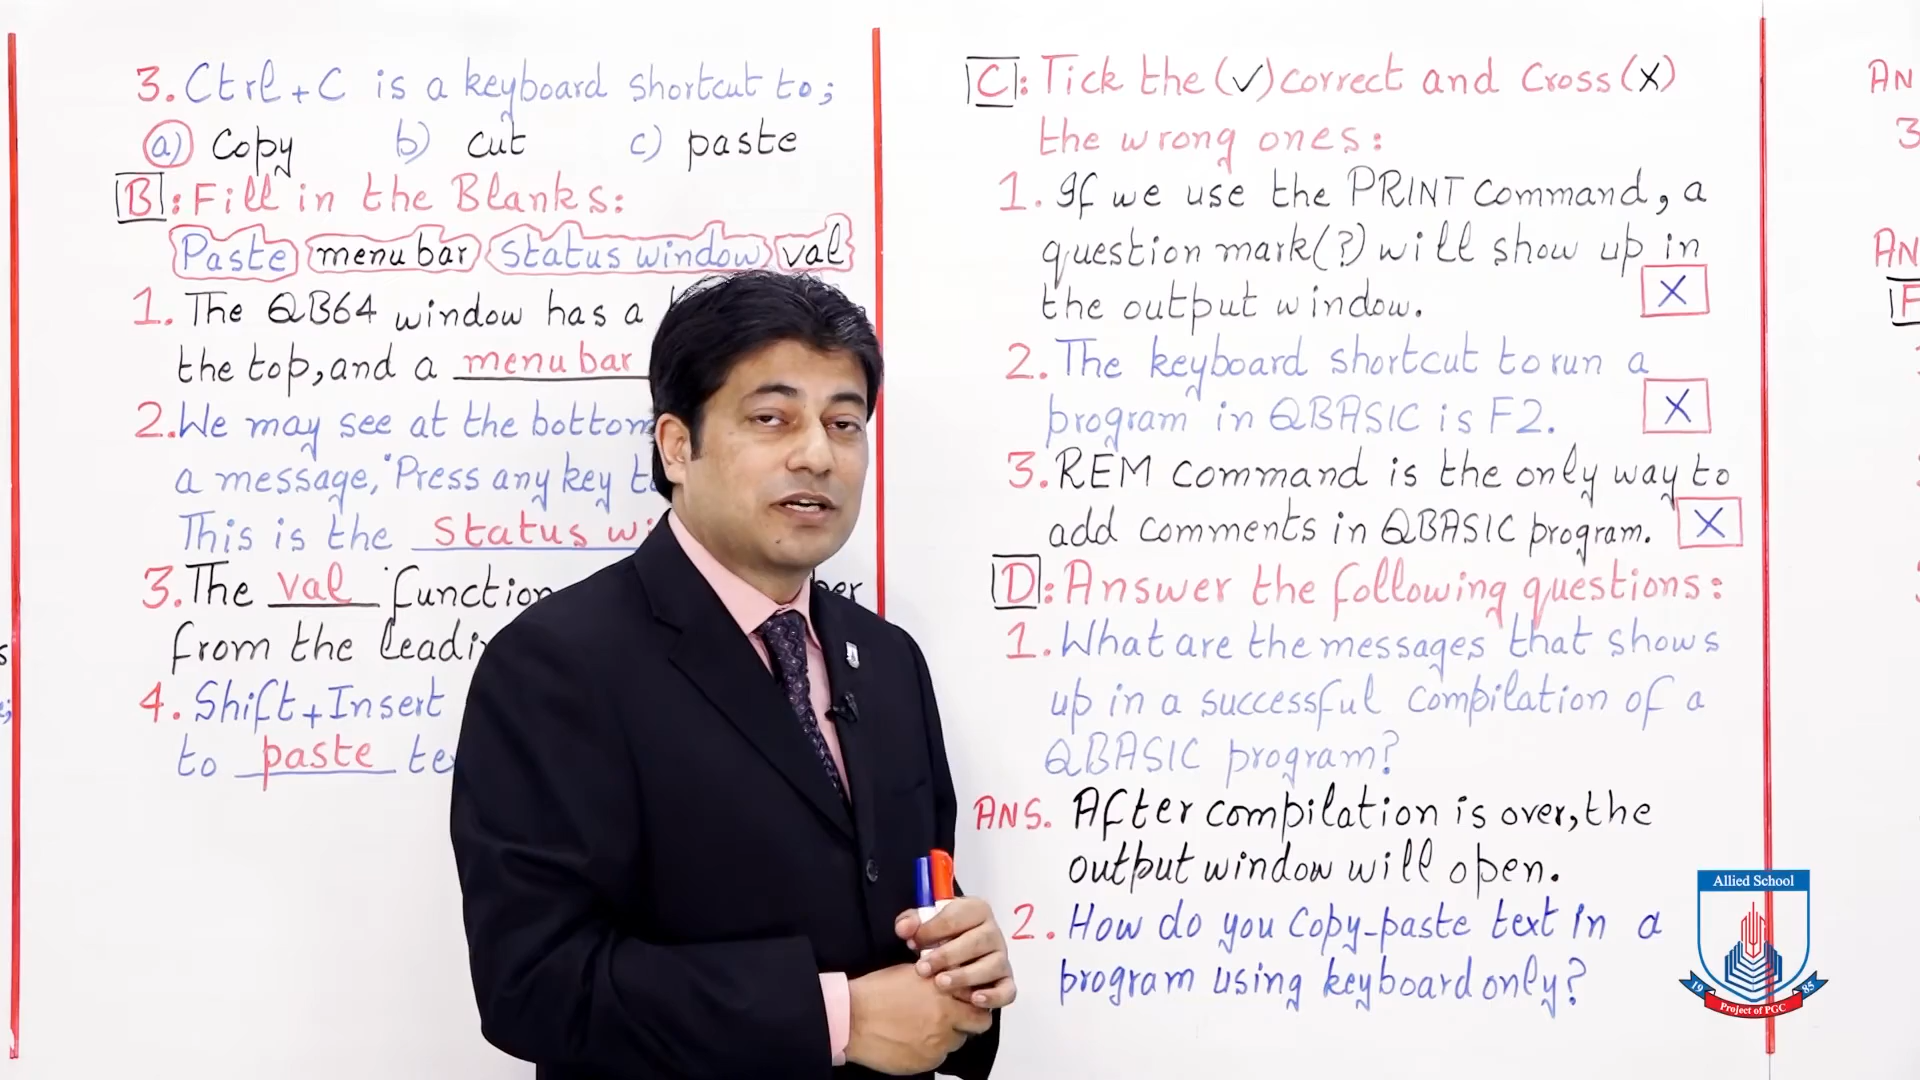 3. Ctrl+C is a keyboard shortcut to;
a) copy b) cut c) paste
B: Fill in the Blanks:
Paste menu bar Status window val
1. The QB64 window has a
the top, and a menu bar
2. We may see at the bottom
a message, "Press any key to
This is the Status
3. The val function
from the
4. Shift+Insert
to paste
C: Tick the (✓) correct and Cross (X)
the wrong ones:
1. If we use the PRINT command, a
question mark(?) will show up in
the output window. X
2. The keyboard shortcut to run a
program in QBASIC is F2. X
3. REM command is the only way to
add comments in QBASIC program. X
D: Answer the following questions:
1. What are the messages that shows
up in a successful compilation of a
QBASIC program?
ANS. After compilation is over, the
output window will open.
2. How do you Copy-paste text in a
program using keyboard only?
AN
3
AN
F
Allied School
1985
Project of PGC